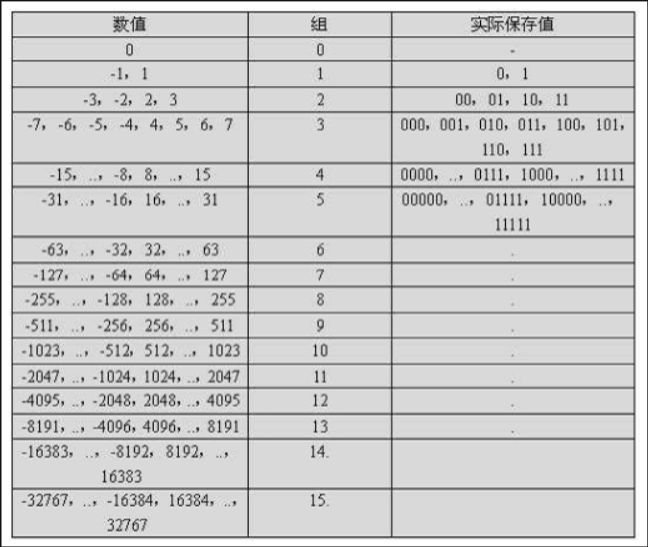 数值 组 实际保存值
0 0 -
-1，1 1 0，1
-3，-2，2，3 2 00，01，10，11
-7，-6，-5，-4，4，5，6，7 3 000，001，010，011，100，101，
110，111
-15，..，-8，8，..，15 4 0000，..，0111，1000，..，1111
-31，..，-16，16，..，31 5 00000，..，01111，10000，..，
11111
-63，..，-32，32，..，63 6 .
-127，..，-64，64，..，127 7 .
-255，..，-128，128，..，255 8 .
-511，..，-256，256，..，511 9 .
-1023，..，-512，512，..，1023 10 .
-2047，..，-1024，1024，..，2047 11 .
-4095，..，-2048，2048，..，4095 12 .
-8191，..，-4096，4096，..，8191 13 .
-16383，..，-8192，8192，..， 14.
16383
-32767，..，-16384，16384，..， 15.
32767